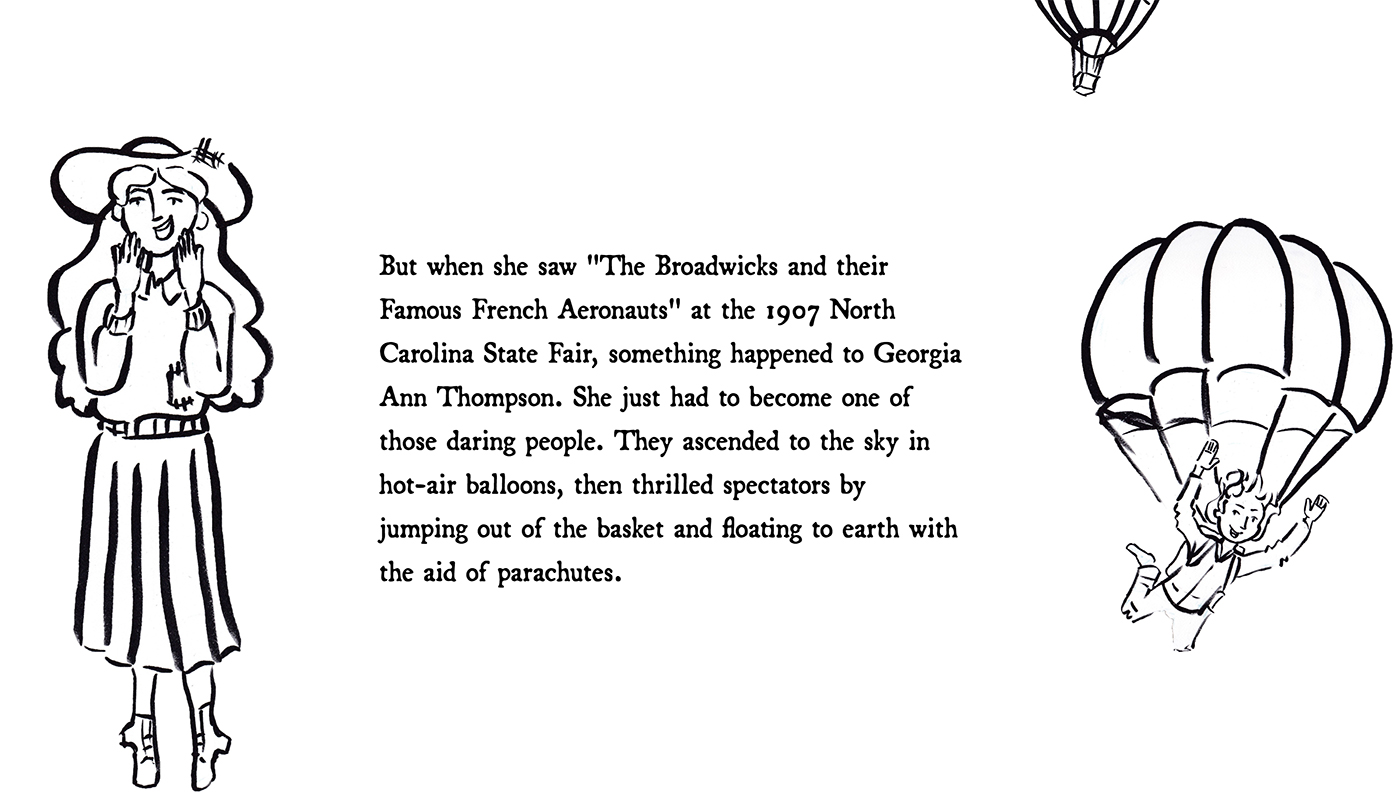 But when she saw "The Broadwicks and their
Famous French Aeronauts" at the 1907 North
Carolina State Fair, something happened to Georgia
Ann Thompson. She just had to become one of
those daring people. They ascended to the sky in
hot-air balloons, then thrilled spectators by
jumping out of the basket and floating to earth with
the aid of parachutes.